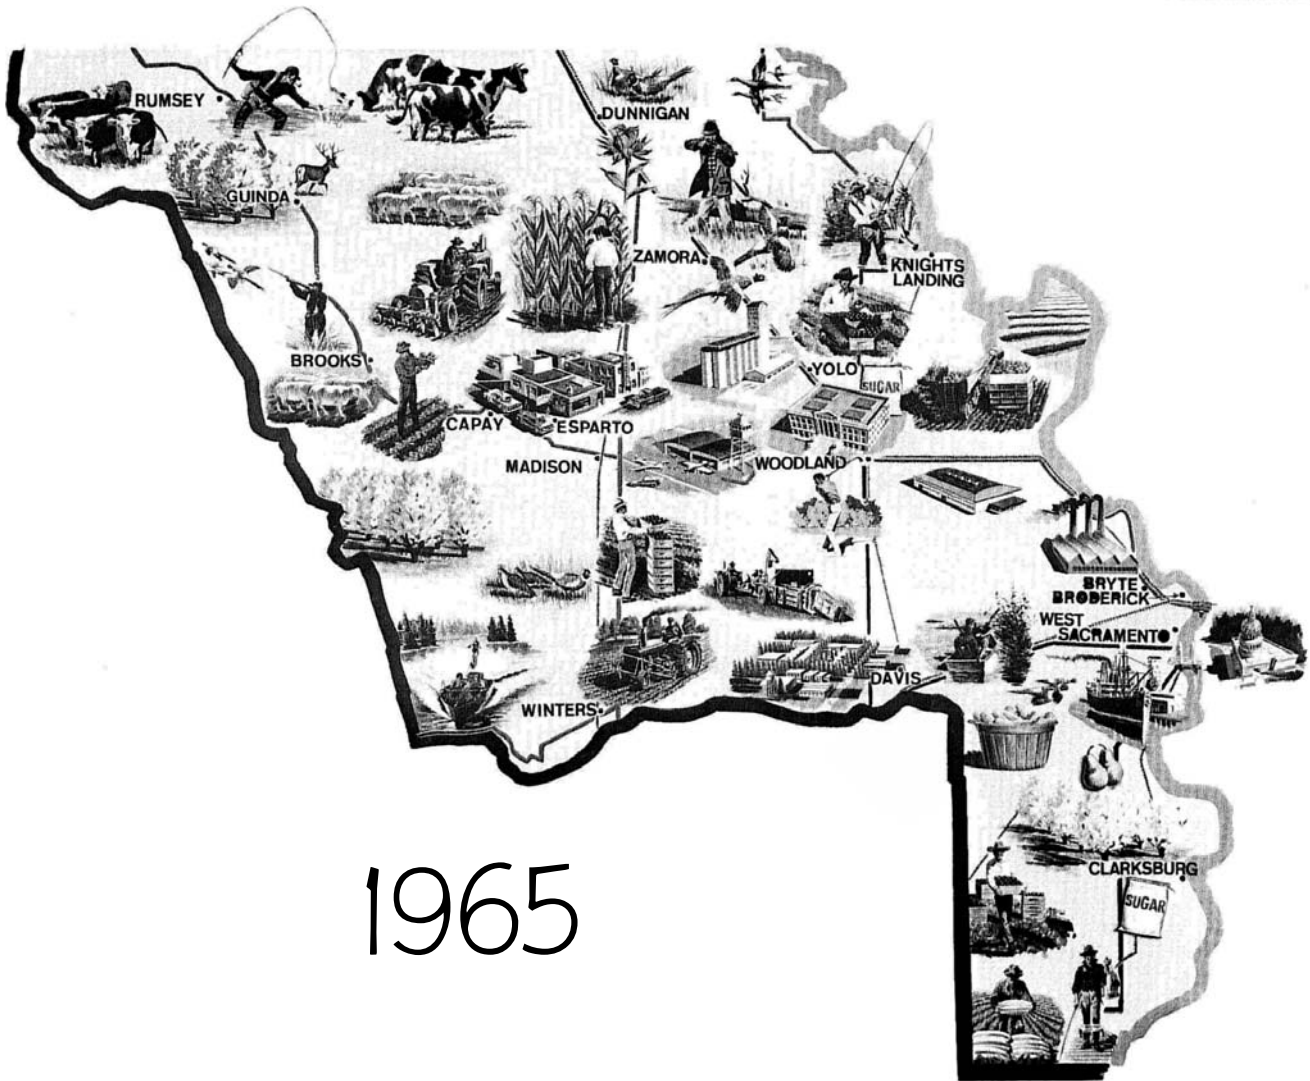 RUMSEY
DUNNIGAN
GUINDA
ZAMORA
KNIGHTS
LANDING
BROOKS
YOLO
SUGAR
CAPAY
ESPARTO
MADISON
WOODLAND
BRYTE
BRODERICK
WEST
SACRAMENTO
DAVIS
WINTERS
CLARKSBURG
SUGAR
1965